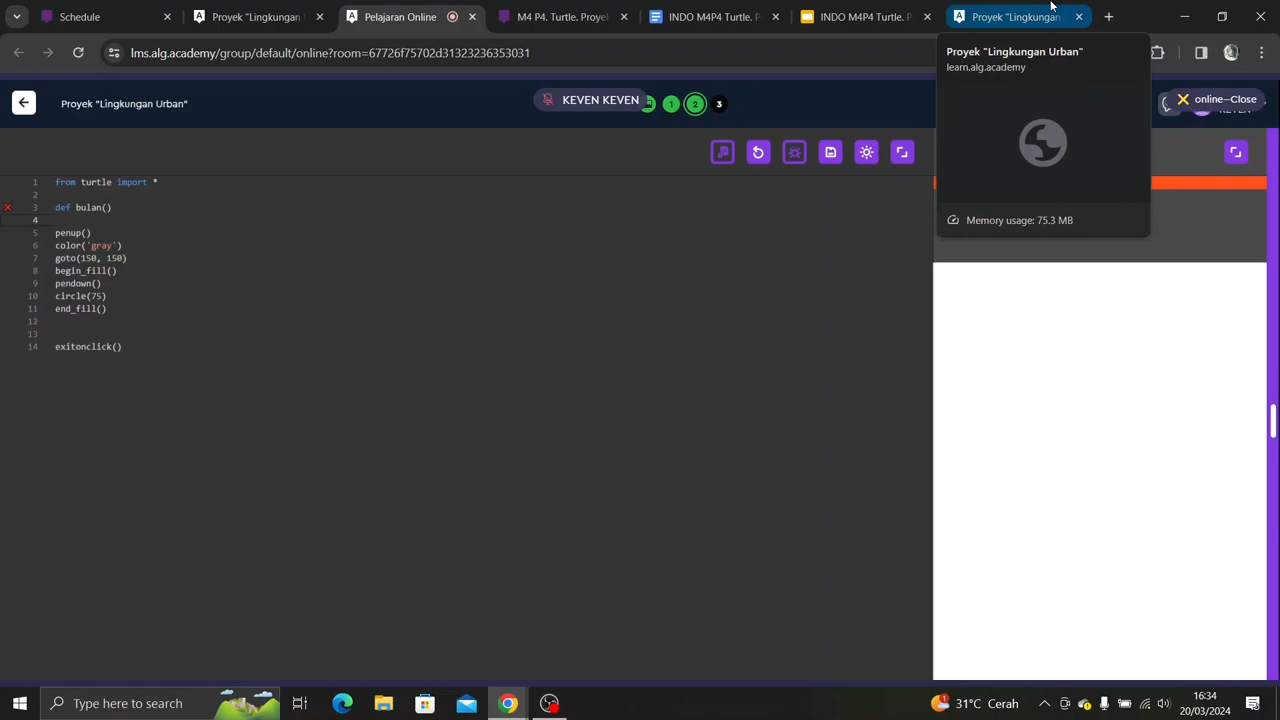 Schedule
Proyek "Lingkungan
Pelajaran Online
M4 P4. Turtle. Proye
INDO M4P4 Turtle. P
INDO M4P4 Turtle. P
Proyek "Lingkungan
lms.alg.academy/group/default/online?room=67726f75702d31323236353031
Proyek "Lingkungan Urban"
learn.alg.academy
Memory usage: 75.3 MB
Proyek "Lingkungan Urban"
KEVEN KEVEN
1
2
3
online—Close
1 from turtle import *
2
3 def bulan()
4
5 penup()
6 color('gray')
7 goto(150, 150)
8 begin_fill()
9 pendown()
10 circle(75)
11 end_fill()
12
13
14 exitonclick()
Type here to search
1
31°C Cerah
16:34
20/03/2024